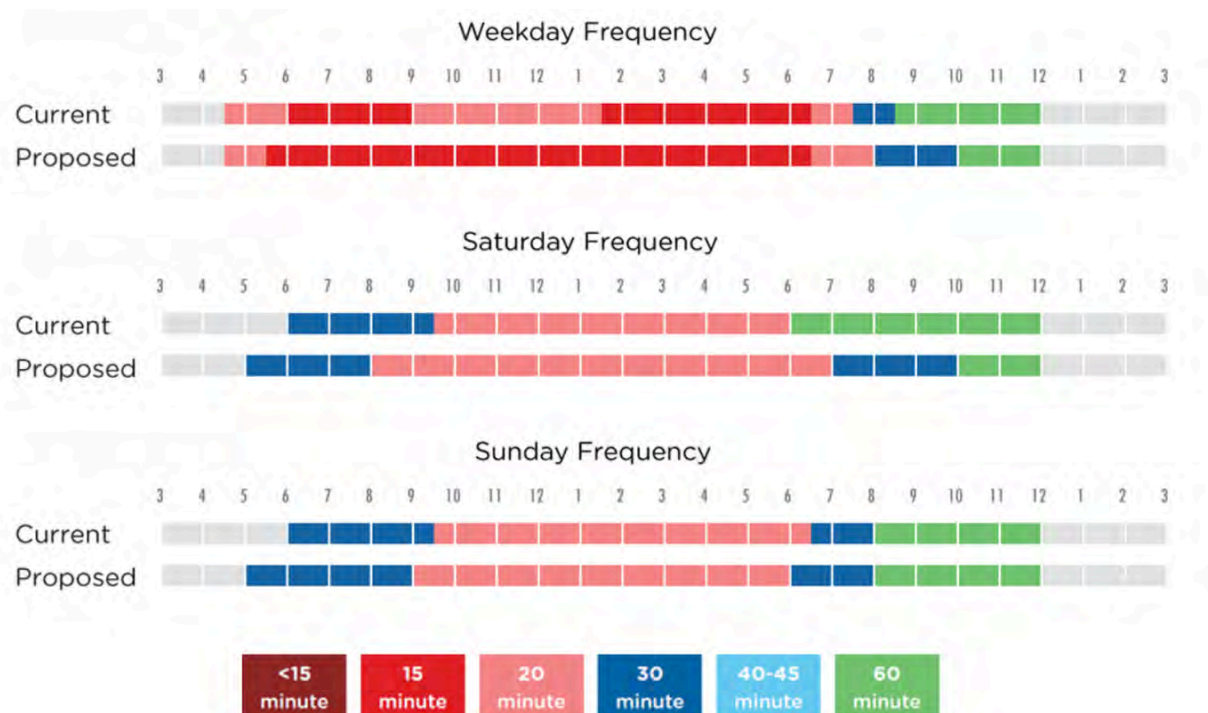 Weekday Frequency
3 4 5 6 7 8 9 10 11 12 1 2 3 4 5 6 7 8 9 10 11 12 1 2 3
Current
Proposed
Saturday Frequency
3 4 5 6 7 8 9 10 11 12 1 2 3 4 5 6 7 8 9 10 11 12 1 2 3
Current
Proposed
Sunday Frequency
3 4 5 6 7 8 9 10 11 12 1 2 3 4 5 6 7 8 9 10 11 12 1 2 3
Current
Proposed
<15 15 20 30 40-45 60
minute minute minute minute minute minute